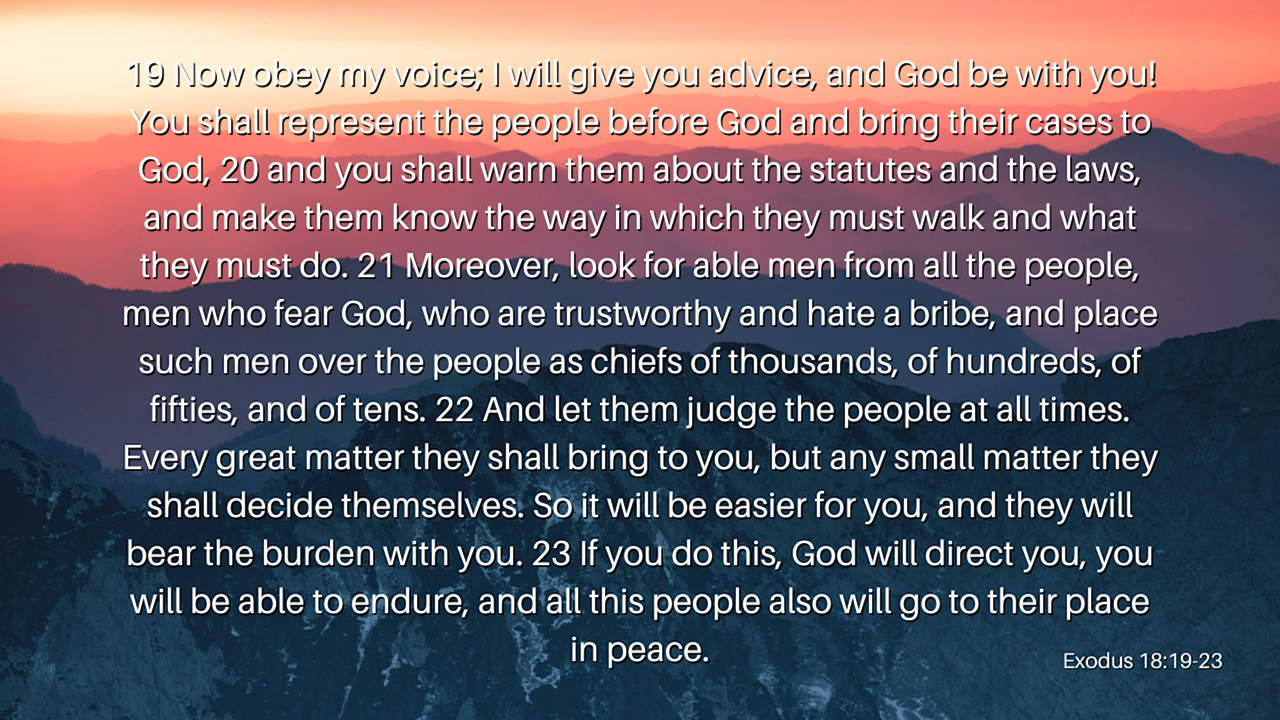 19 Now obey my voice; I will give you advice, and God be with you!
You shall represent the people before God and bring their cases to
God, 20 and you shall warn them about the statutes and the laws,
and make them know the way in which they must walk and what
they must do. 21 Moreover, look for able men from all the people,
men who fear God, who are trustworthy and hate a bribe, and place
such men over the people as chiefs of thousands, of hundreds, of
fifties, and of tens. 22 And let them judge the people at all times.
Every great matter they shall bring to you, but any small matter they
shall decide themselves. So it will be easier for you, and they will
bear the burden with you. 23 If you do this, God will direct you, you
will be able to endure, and all this people also will go to their place
in peace.
Exodus 18:19-23